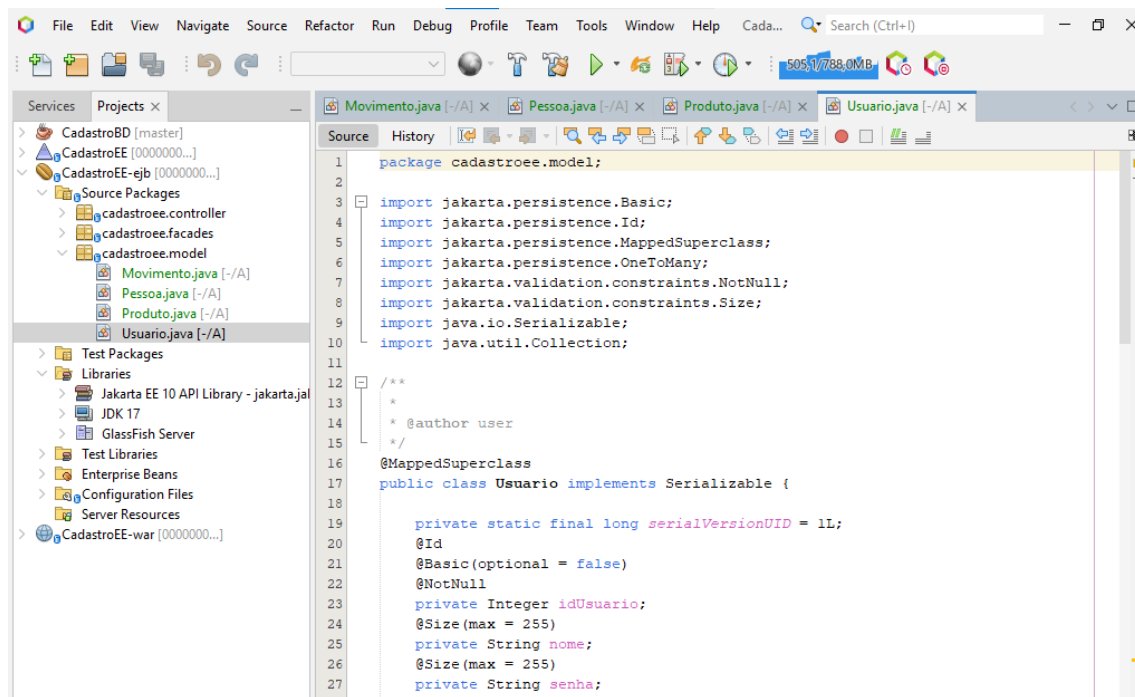 File Edit View Navigate Source Refactor Run Debug Profile Team Tools Window Help Cada... Search (Ctrl+I)
505,1/788,0MB
Services Projects
Movimento.java [-/A] Pessoa.java [-/A] Produto.java [-/A] Usuario.java [-/A]
Source History
CadastroBD [master]
CadastroEE [0000000...]
CadastroEE-ejb [0000000...]
Source Packages
cadastroee.controller
cadastroee.facades
cadastroee.model
Movimento.java [-/A]
Pessoa.java [-/A]
Produto.java [-/A]
Usuario.java [-/A]
Test Packages
Libraries
Jakarta EE 10 API Library - jakarta.jal
JDK 17
GlassFish Server
Test Libraries
Enterprise Beans
Configuration Files
Server Resources
CadastroEE-war [0000000...]
1 package cadastroee.model;
2
3 import jakarta.persistence.Basic;
4 import jakarta.persistence.Id;
5 import jakarta.persistence.MappedSuperclass;
6 import jakarta.persistence.OneToMany;
7 import jakarta.validation.constraints.NotNull;
8 import jakarta.validation.constraints.Size;
9 import java.io.Serializable;
10 import java.util.Collection;
11
12 /**
13 *
14 * @author user
15 */
16 @MappedSuperclass
17 public class Usuario implements Serializable {
18
19 private static final long serialVersionUID = 1L;
20 @Id
21 @Basic(optional = false)
22 @NotNull
23 private Integer idUsuario;
24 @Size(max = 255)
25 private String nome;
26 @Size(max = 255)
27 private String senha;